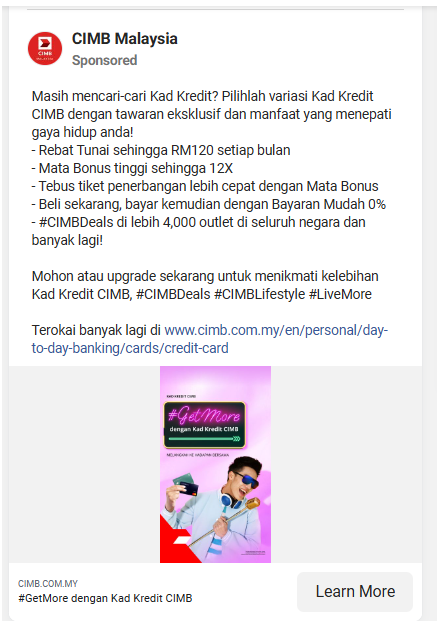 CIMB Malaysia
Sponsored
Masih mencari-cari Kad Kredit? Pilihlah variasi Kad Kredit
CIMB dengan tawaran eksklusif dan manfaat yang menepati
gaya hidup anda!
- Rebat Tunai sehingga RM120 setiap bulan
- Mata Bonus tinggi sehingga 12X
- Tebus tiket penerbangan lebih cepat dengan Mata Bonus
- Beli sekarang, bayar kemudian dengan Bayaran Mudah 0%
- #CIMBDeals di lebih 4,000 outlet di seluruh negara dan
banyak lagi!
Mohon atau upgrade sekarang untuk menikmati kelebihan
Kad Kredit CIMB, #CIMBDeals #CIMBLifestyle #LiveMore
Terokai banyak lagi di www.cimb.com.my/en/personal/day-
to-day-banking/cards/credit-card
KAD KREDIT CIMB
#GetMore
dengan Kad Kredit CIMB
CIMB.COM.MY
#GetMore dengan Kad Kredit CIMB
Learn More